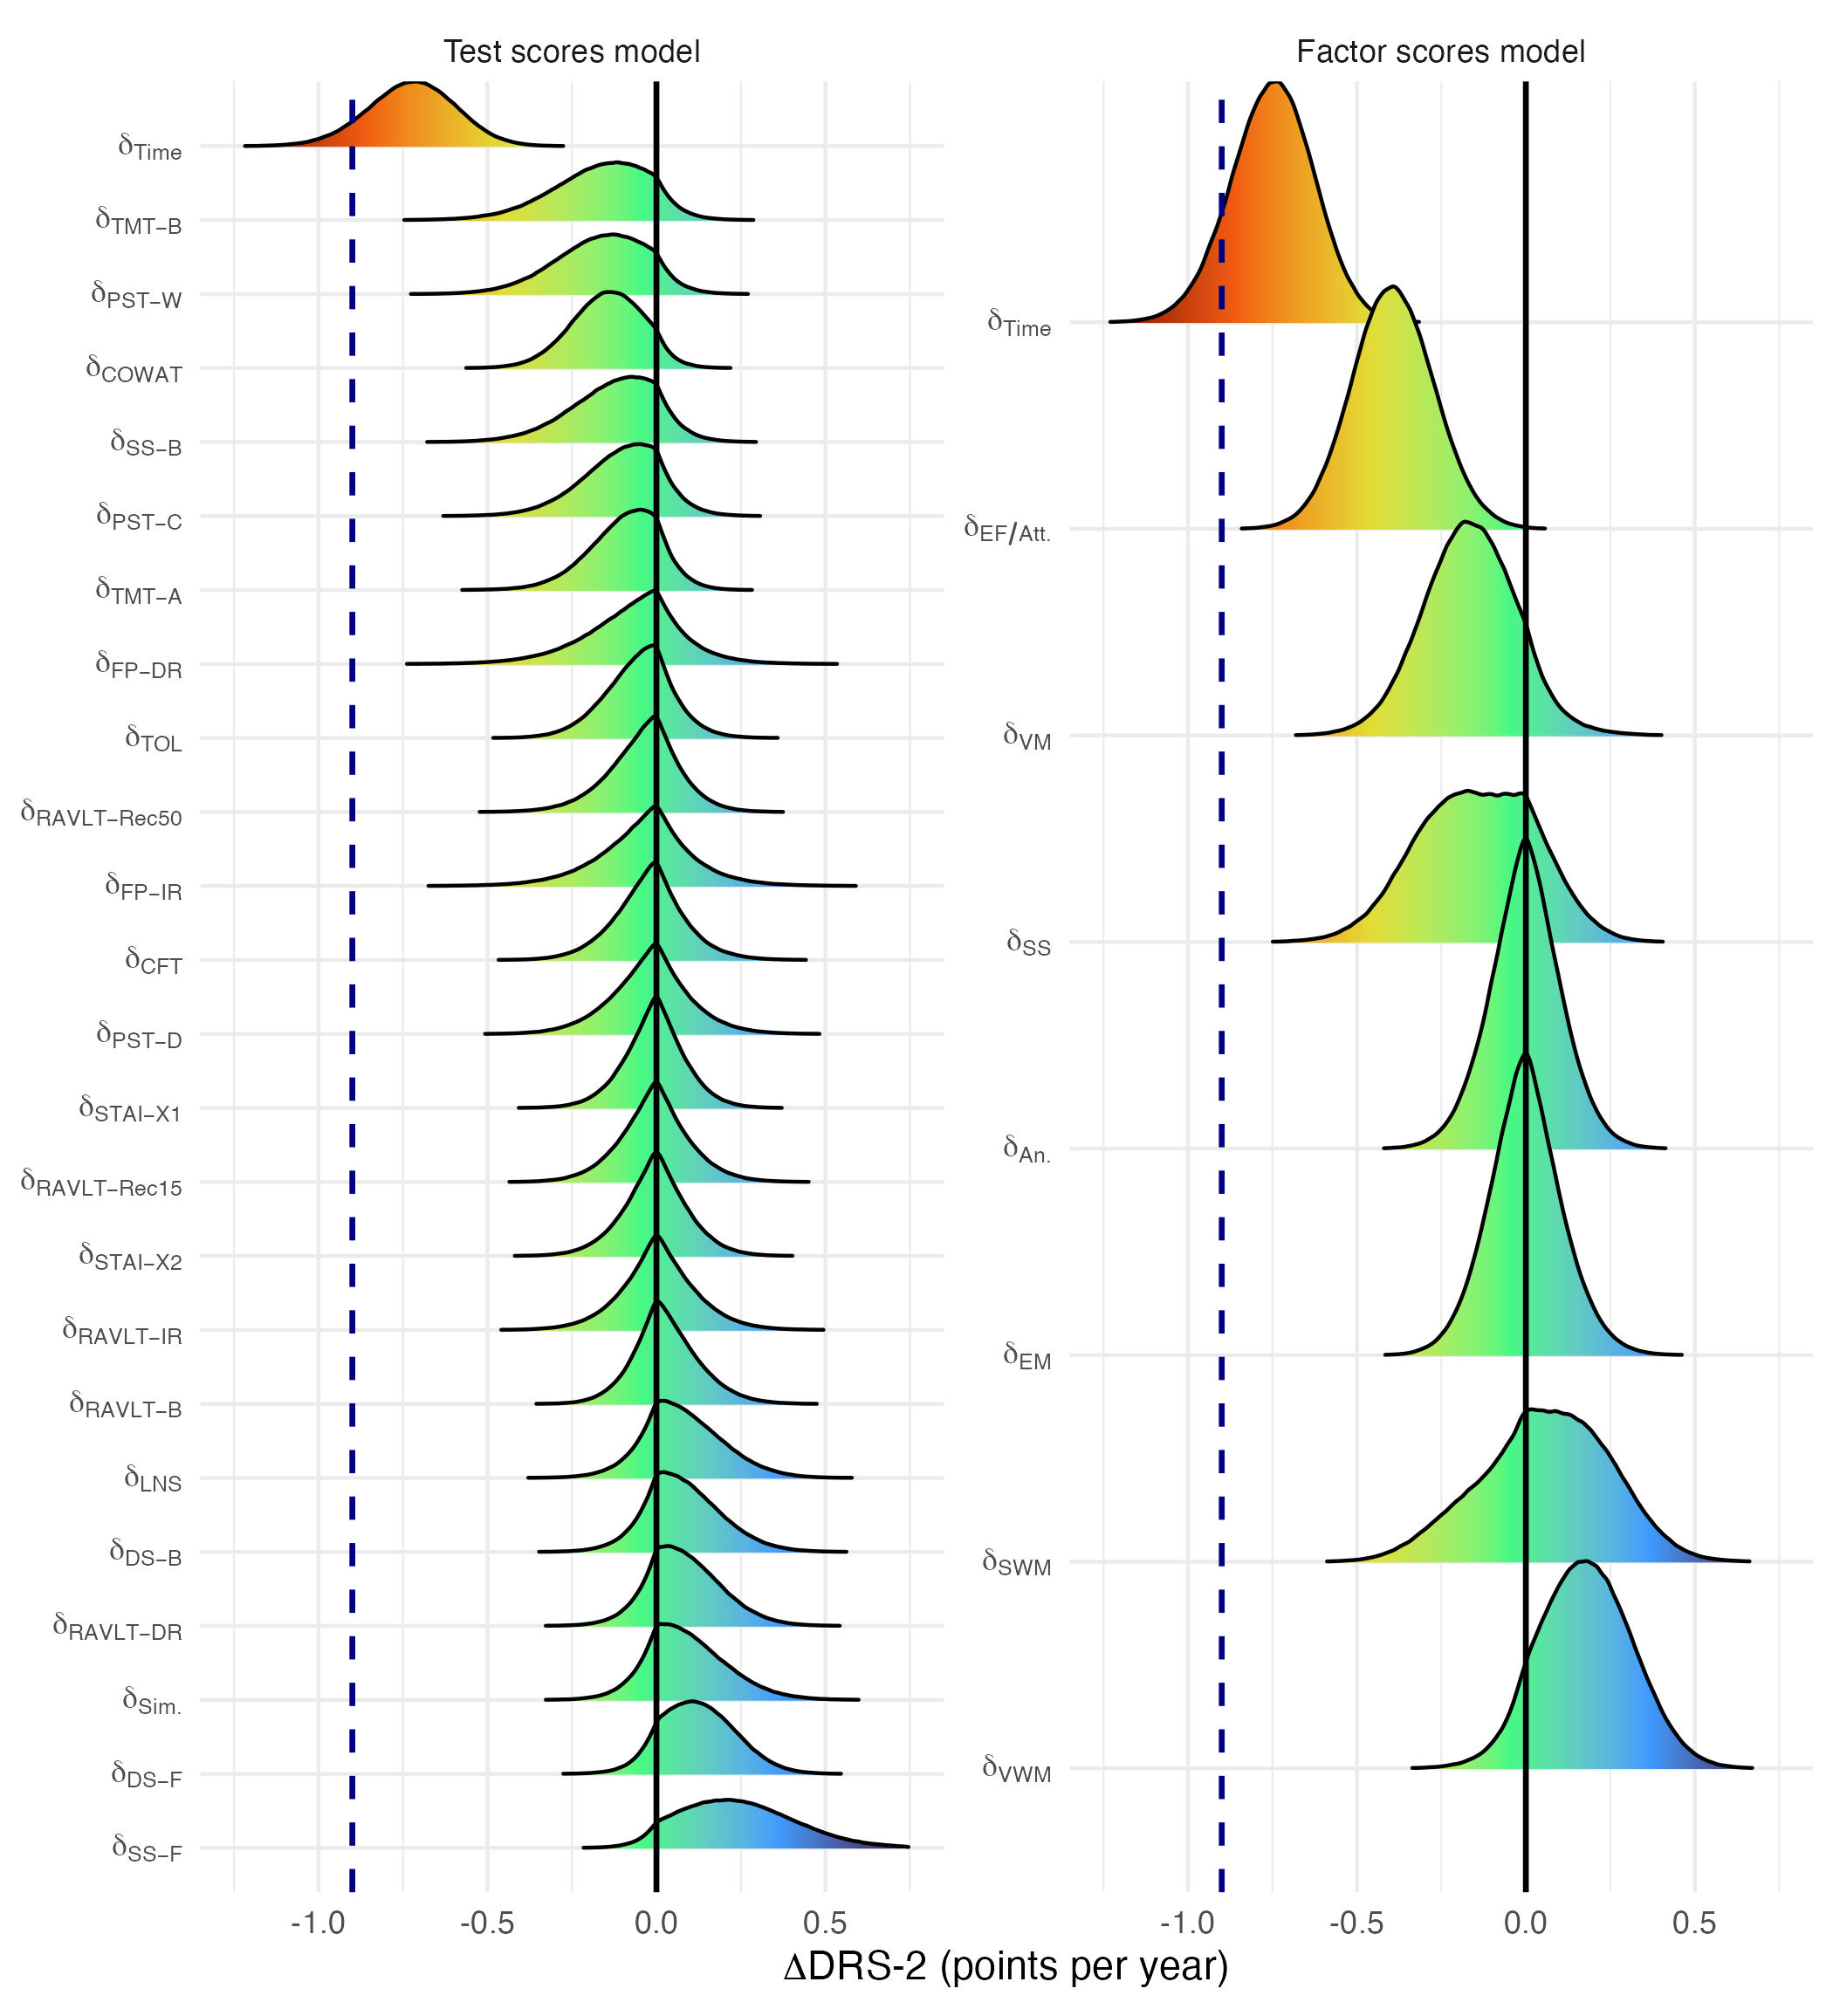 Test scores model
δTime
δTMT−B
δPST−W
δCOWAT
δSS−B
δPST−C
δTMT−A
δFP−DR
δTOL
δRAVLT−Rec50
δFP−IR
δCFT
δPST−D
δSTAI−X1
δRAVLT−Rec15
δSTAI−X2
δRAVLT−IR
δRAVLT−B
δLNS
δDS−B
δRAVLT−DR
δSim.
δDS−F
δSS−F
-1.0 -0.5 0.0 0.5
Factor scores model
δTime
δEF/Att.
δVM
δSS
δAn.
δEM
δSWM
δVWM
-1.0 -0.5 0.0 0.5
ΔDRS-2 (points per year)